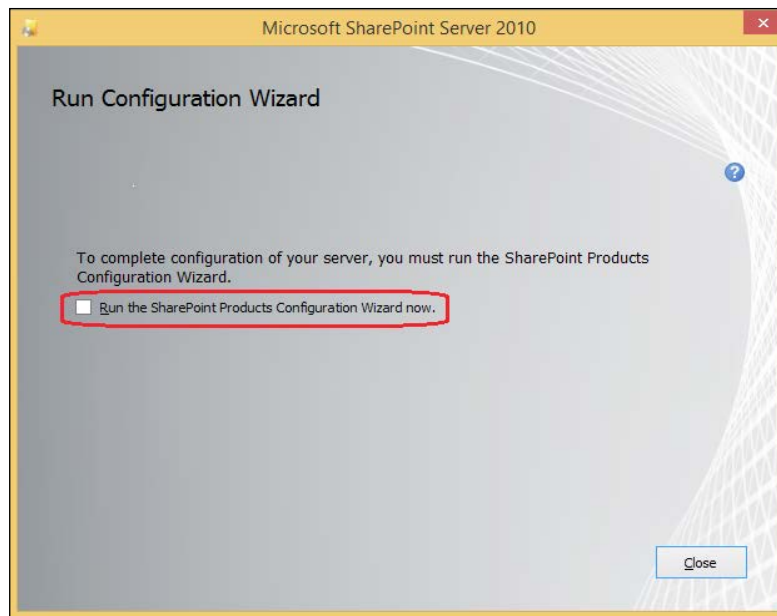 Microsoft SharePoint Server 2010
Run Configuration Wizard
To complete configuration of your server, you must run the SharePoint Products
Configuration Wizard.
Run the SharePoint Products Configuration Wizard now.
Close